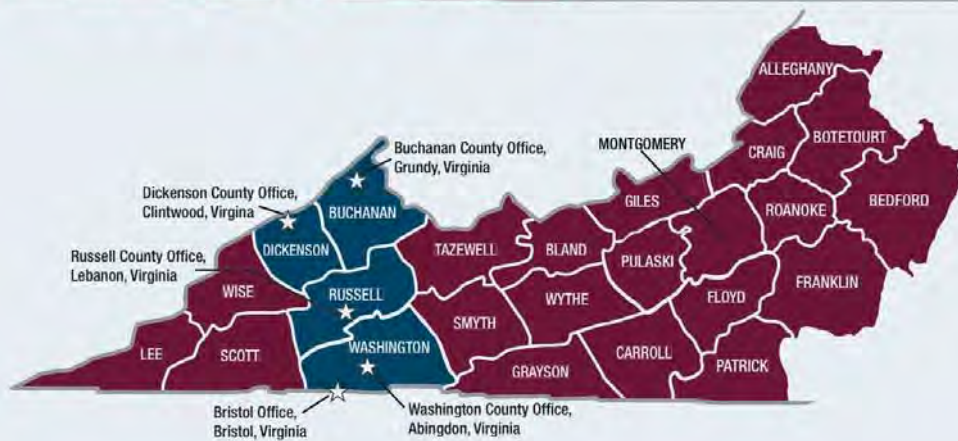 ALLEGHANY
BOTETOURT
CRAIG
MONTGOMERY
Buchanan County Office,
Grundy, Virginia
Dickenson County Office,
Clintwood, Virgina
GILES
ROANOKE
BEDFORD
BUCHANAN
DICKENSON
TAZEWELL
BLAND
PULASKI
Russell County Office,
Lebanon, Virginia
WISE
RUSSELL
WYTHE
FLOYD
FRANKLIN
SMYTH
LEE
SCOTT
WASHINGTON
CARROLL
PATRICK
GRAYSON
Bristol Office,
Bristol, Virginia
Washington County Office,
Abingdon, Virginia